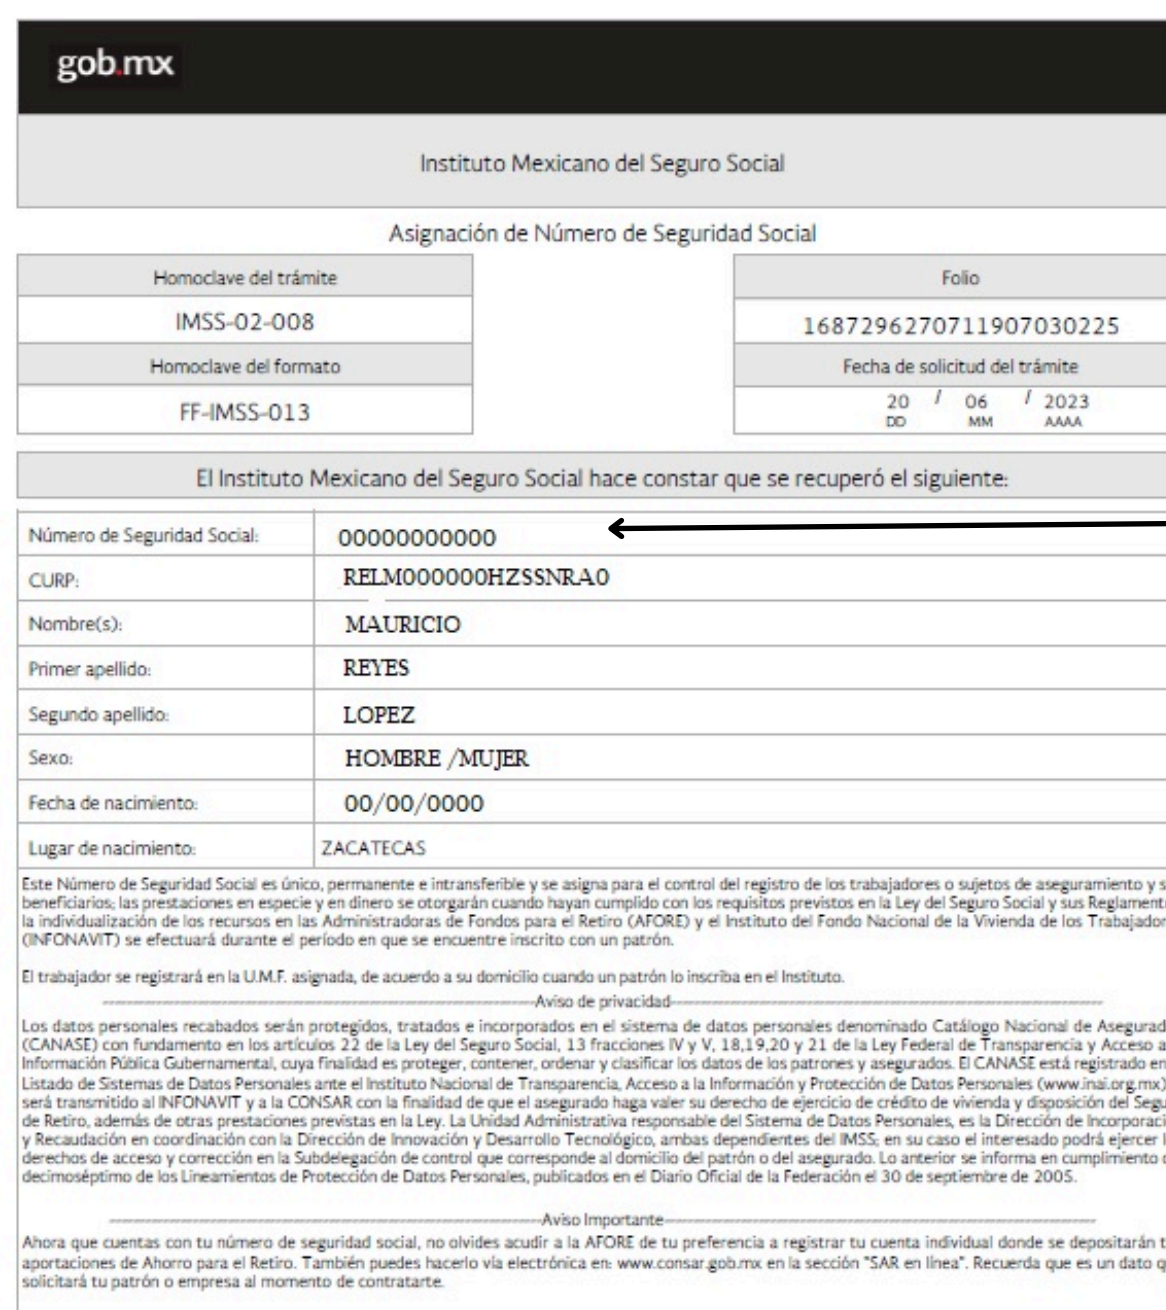 gob.mx
Instituto Mexicano del Seguro Social
Asignación de Número de Seguridad Social
Homoclave del trámite
IMSS-02-008
Homoclave del formato
FF-IMSS-013
Folio
1687296270711907030225
Fecha de solicitud del trámite
20 / 06 / 2023
DD MM AAAA
El Instituto Mexicano del Seguro Social hace constar que se recuperó el siguiente:
Número de Seguridad Social: 00000000000
CURP: RELM000000HZSSNRA0
Nombre(s): MAURICIO
Primer apellido: REYES
Segundo apellido: LOPEZ
Sexo: HOMBRE /MUJER
Fecha de nacimiento: 00/00/0000
Lugar de nacimiento: ZACATECAS
Este Número de Seguridad Social es único, permanente e intransferible y se asigna para el control del registro de los trabajadores o sujetos de aseguramiento y s
beneficiarios; las prestaciones en especie y en dinero se otorgarán cuando hayan cumplido con los requisitos previstos en la Ley del Seguro Social y sus Reglament
la individualización de los recursos en las Administradoras de Fondos para el Retiro (AFORE) y el Instituto del Fondo Nacional de la Vivienda de los Trabajador
(INFONAVIT) se efectuará durante el período en que se encuentre inscrito con un patrón.
El trabajador se registrará en la U.M.F. asignada, de acuerdo a su domicilio cuando un patrón lo inscriba en el Instituto.
Aviso de privacidad
Los datos personales recabados serán protegidos, tratados e incorporados en el sistema de datos personales denominado Catálogo Nacional de Asegurad
(CANASE) con fundamento en los artículos 22 de la Ley del Seguro Social, 13 fracciones IV y V, 18,19,20 y 21 de la Ley Federal de Transparencia y Acceso a
Información Pública Gubernamental, cuya finalidad es proteger, contener, ordenar y clasificar los datos de los patrones y asegurados. El CANASE está registrado en
Listado de Sistemas de Datos Personales ante el Instituto Nacional de Transparencia, Acceso a la Información y Protección de Datos Personales (www.inai.org.mx)
será transmitido al INFONAVIT y a la CONSAR con la finalidad de que el asegurado haga valer su derecho de ejercicio de crédito de vivienda y disposición del Segu
de Retiro, además de otras prestaciones previstas en la Ley. La Unidad Administrativa responsable del Sistema de Datos Personales, es la Dirección de Incorporaci
y Recaudación en coordinación con la Dirección de Innovación y Desarrollo Tecnológico, ambas dependientes del IMSS; en su caso el interesado podrá ejercer l
derechos de acceso y corrección en la Subdelegación de control que corresponde al domicilio del patrón o del asegurado. Lo anterior se informa en cumplimiento
decimoséptimo de los Lineamientos de Protección de Datos Personales, publicados en el Diario Oficial de la Federación el 30 de septiembre de 2005.
Aviso Importante
Ahora que cuentas con tu número de seguridad social, no olvides acudir a la AFORE de tu preferencia a registrar tu cuenta individual donde se depositarán t
aportaciones de Ahorro para el Retiro. También puedes hacerlo vía electrónica en: www.consar.gob.mx en la sección "SAR en línea". Recuerda que es un dato q
solicitará tu patrón o empresa al momento de contratarte.